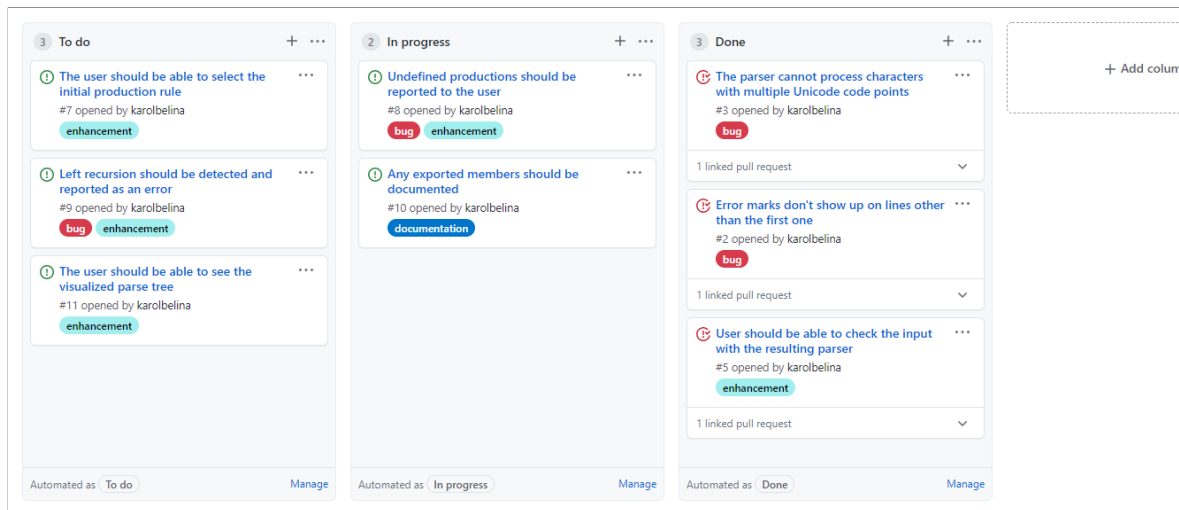 3 To do
The user should be able to select the
initial production rule
#7 opened by karolbelina
enhancement
Left recursion should be detected and
reported as an error
#9 opened by karolbelina
bug enhancement
The user should be able to see the
visualized parse tree
#11 opened by karolbelina
enhancement
Automated as To do Manage
2 In progress
Undefined productions should be
reported to the user
#8 opened by karolbelina
bug enhancement
Any exported members should be
documented
#10 opened by karolbelina
documentation
Automated as In progress Manage
3 Done
The parser cannot process characters
with multiple Unicode code points
#3 opened by karolbelina
bug
1 linked pull request
Error marks don't show up on lines other
than the first one
#2 opened by karolbelina
bug
1 linked pull request
User should be able to check the input
with the resulting parser
#5 opened by karolbelina
enhancement
1 linked pull request
Automated as Done Manage
+ Add colum